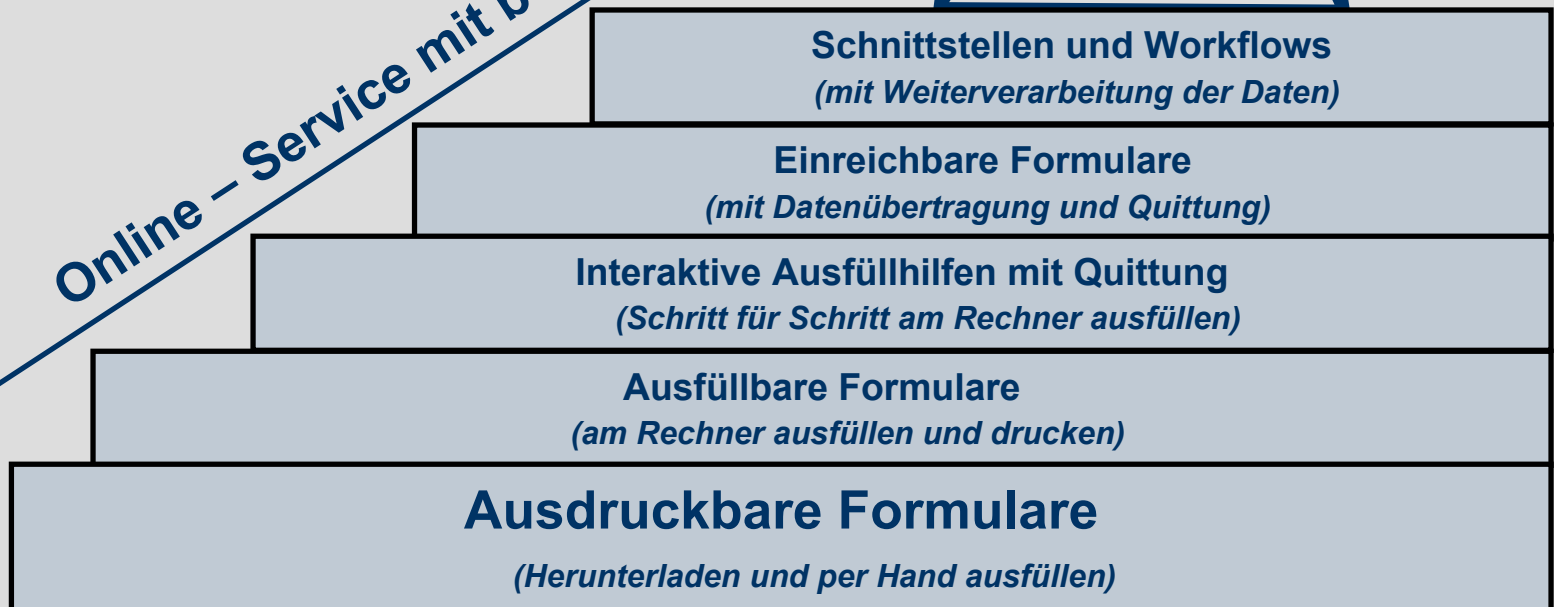 Online – Service mit
Schnittstellen und Workflows
(mit Weiterverarbeitung der Daten)
Einreichbare Formulare
(mit Datenübertragung und Quittung)
Interaktive Ausfüllhilfen mit Quittung
(Schritt für Schritt am Rechner ausfüllen)
Ausfüllbare Formulare
(am Rechner ausfüllen und drucken)
Ausdruckbare Formulare
(Herunterladen und per Hand ausfüllen)